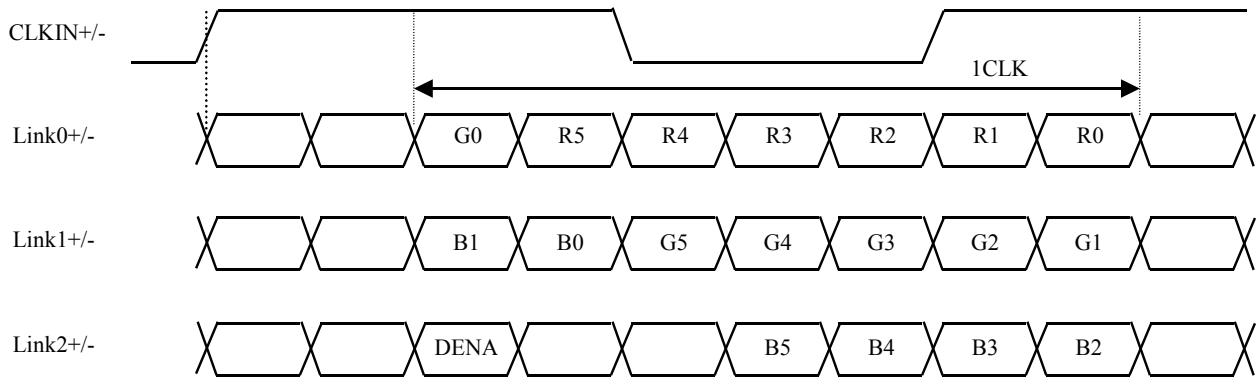 CLKIN+/-
1CLK
Link0+/- G0 R5 R4 R3 R2 R1 R0
Link1+/- B1 B0 G5 G4 G3 G2 G1
Link2+/- DENA B5 B4 B3 B2